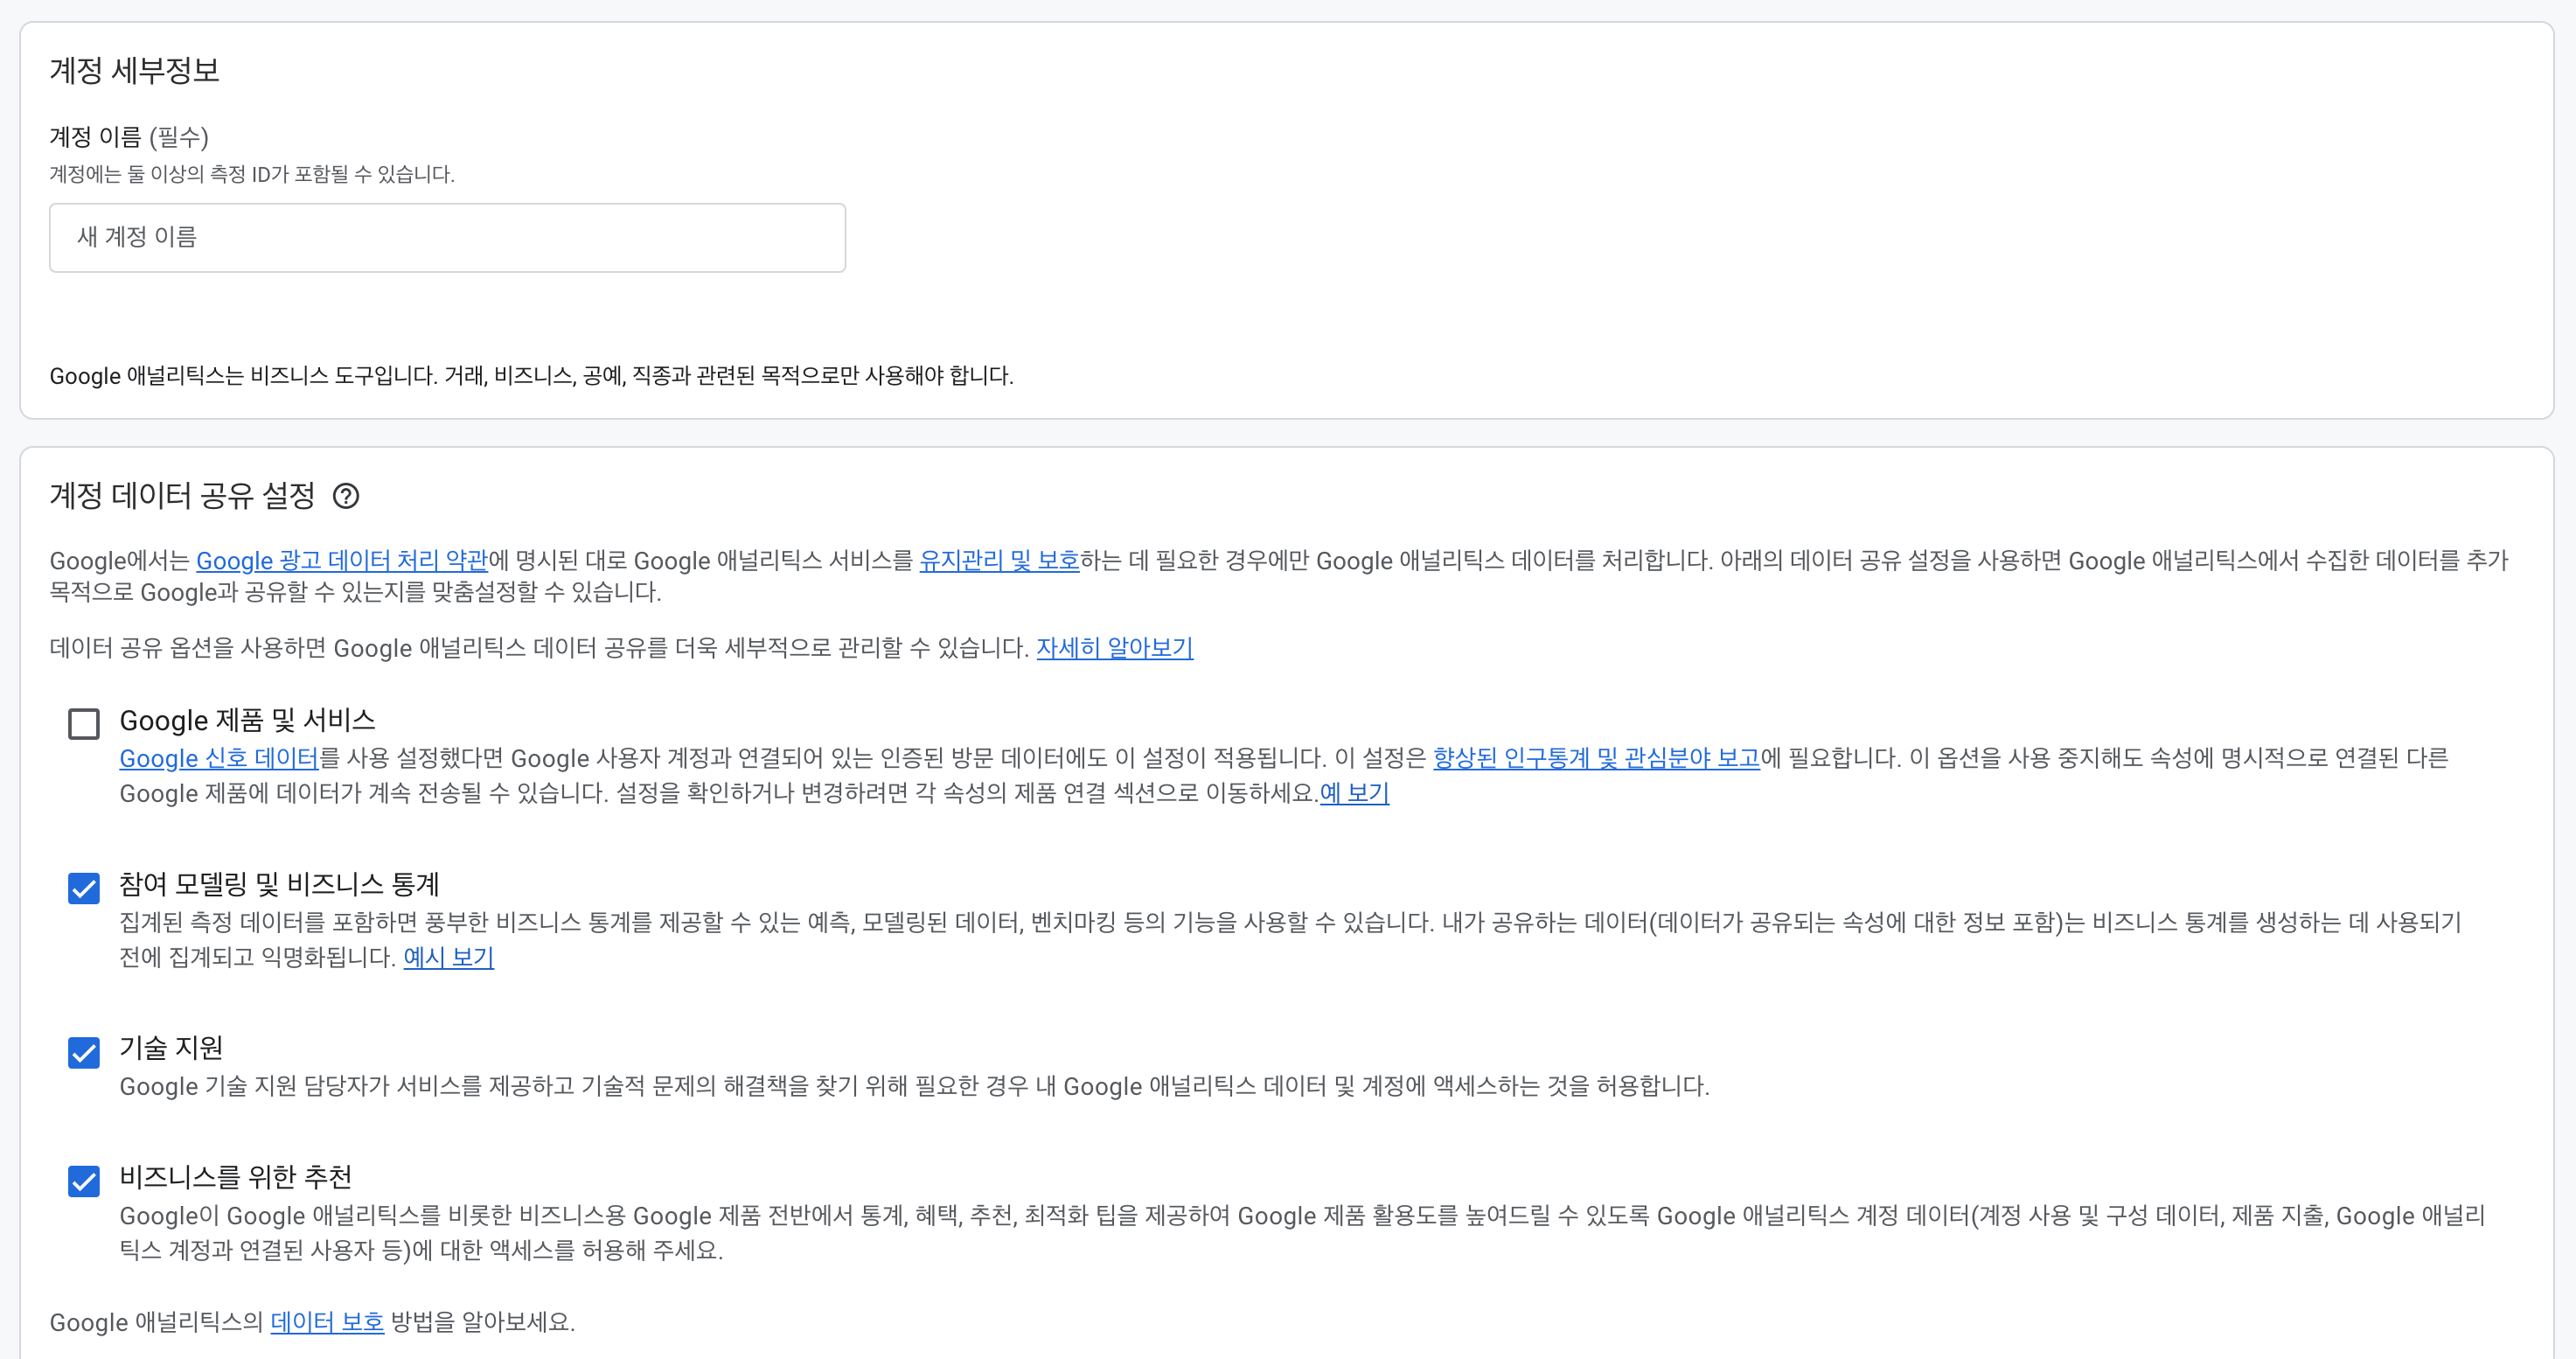 계정 세부정보
계정 이름 (필수)
계정에는 둘 이상의 측정 ID가 포함될 수 있습니다.
새 계정 이름
Google 애널리틱스는 비즈니스 도구입니다. 거래, 비즈니스, 공예, 직종과 관련된 목적으로만 사용해야 합니다.
계정 데이터 공유 설정
Google에서는 Google 광고 데이터 처리 약관에 명시된 대로 Google 애널리틱스 서비스를 유지관리 및 보호하는 데 필요한 경우에만 Google 애널리틱스 데이터를 처리합니다. 아래의 데이터 공유 설정을 사용하면 Google 애널리틱스에서 수집한 데이터를 추가
목적으로 Google과 공유할 수 있는지를 맞춤설정할 수 있습니다.
데이터 공유 옵션을 사용하면 Google 애널리틱스 데이터 공유를 더욱 세부적으로 관리할 수 있습니다. 자세히 알아보기
Google 제품 및 서비스
Google 신호 데이터를 사용 설정했다면 Google 사용자 계정과 연결되어 있는 인증된 방문 데이터에도 이 설정이 적용됩니다. 이 설정은 향상된 인구통계 및 관심분야 보고에 필요합니다. 이 옵션을 사용 중지해도 속성에 명시적으로 연결된 다른
Google 제품에 데이터가 계속 전송될 수 있습니다. 설정을 확인하거나 변경하려면 각 속성의 제품 연결 섹션으로 이동하세요.예 보기
참여 모델링 및 비즈니스 통계
집계된 측정 데이터를 포함하면 풍부한 비즈니스 통계를 제공할 수 있는 예측, 모델링된 데이터, 벤치마킹 등의 기능을 사용할 수 있습니다. 내가 공유하는 데이터(데이터가 공유되는 속성에 대한 정보 포함)는 비즈니스 통계를 생성하는 데 사용되기
전에 집계되고 익명화됩니다. 예시 보기
기술 지원
Google 기술 지원 담당자가 서비스를 제공하고 기술적 문제의 해결책을 찾기 위해 필요한 경우 내 Google 애널리틱스 데이터 및 계정에 액세스하는 것을 허용합니다.
비즈니스를 위한 추천
Google이 Google 애널리틱스를 비롯한 비즈니스용 Google 제품 전반에서 통계, 혜택, 추천, 최적화 팁을 제공하여 Google 제품 활용도를 높여드릴 수 있도록 Google 애널리틱스 계정 데이터(계정 사용 및 구성 데이터, 제품 지출, Google 애널리
틱스 계정과 연결된 사용자 등)에 대한 액세스를 허용해 주세요.
Google 애널리틱스의 데이터 보호 방법을 알아보세요.